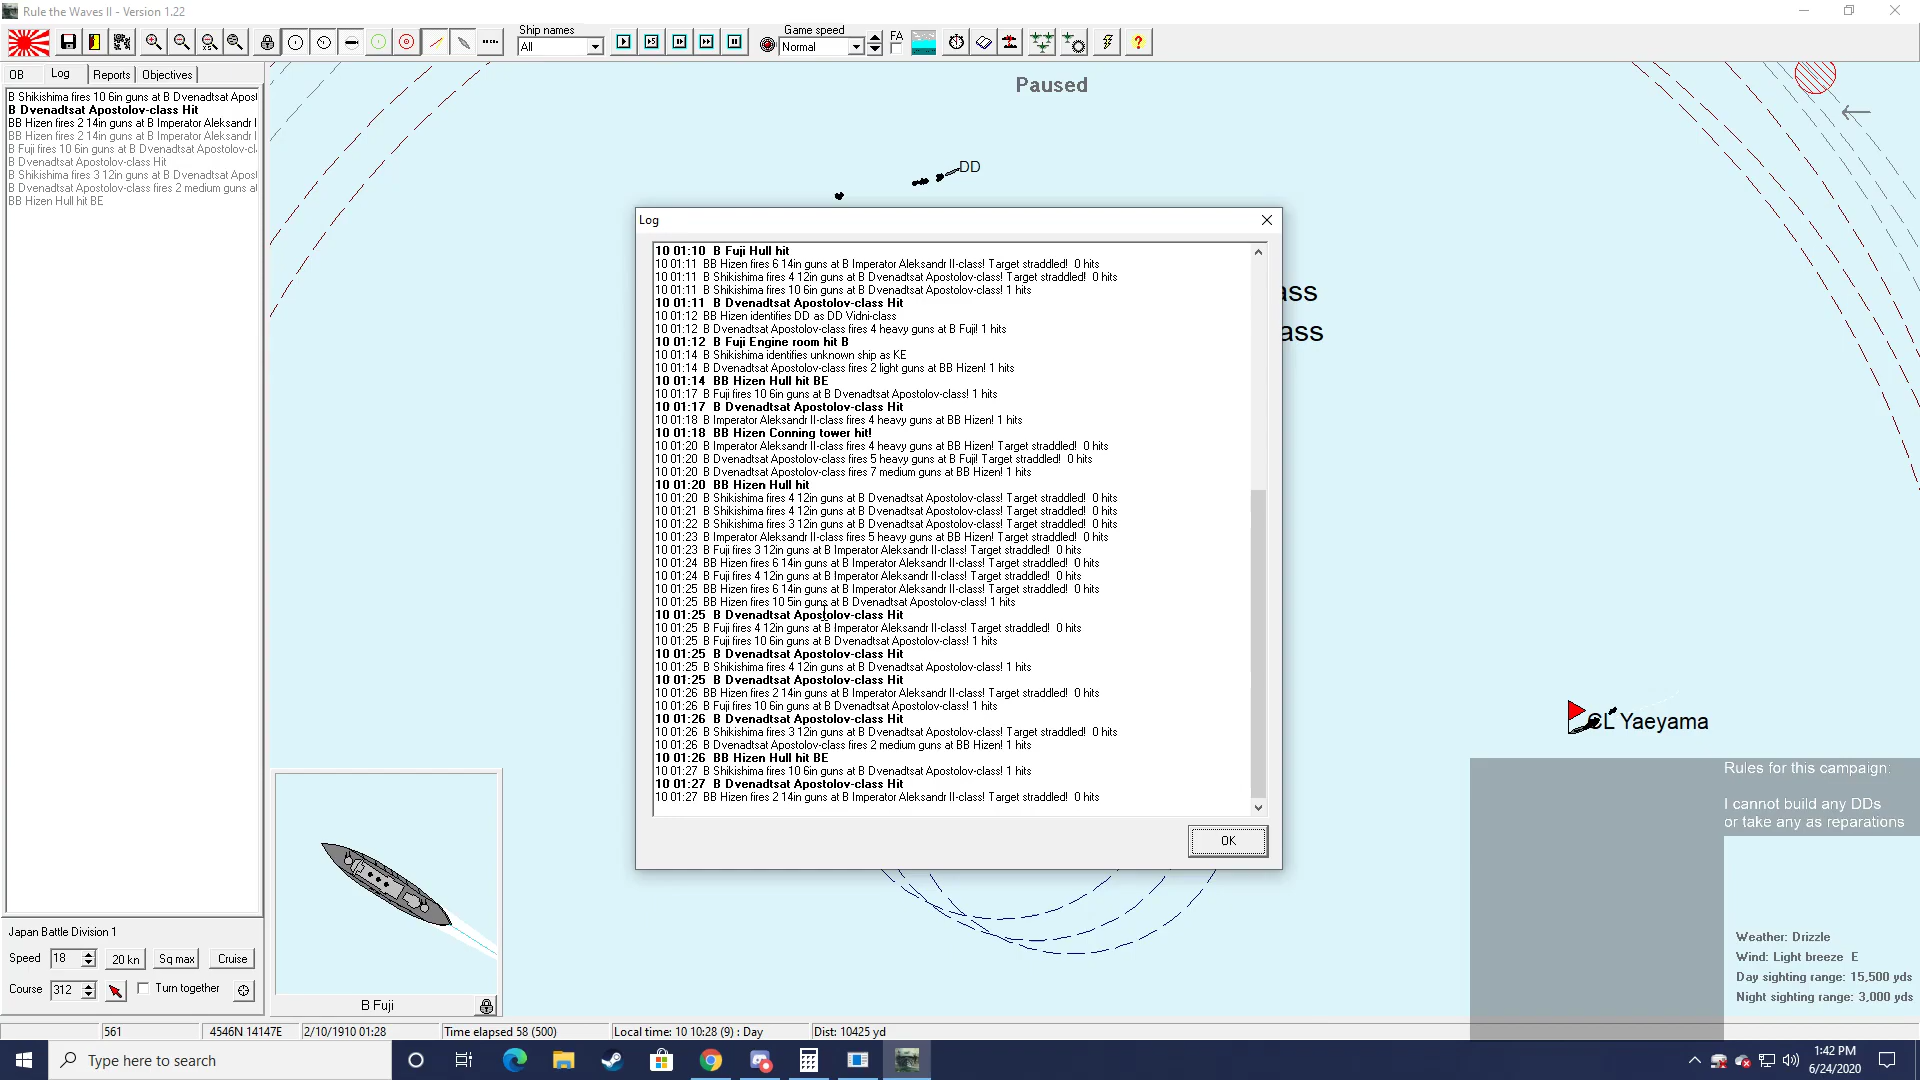 Rule the Waves II - Version 1.22
Ship names
All
Game speed
Normal
FA
OB
Log
Reports
Objectives
B Shikishima fires 10 6in guns at B Dvenadtsat Apost
B Dvenadtsat Apostolov-class Hit
BB Hizen fires 2 14in guns at B Imperator Aleksandr I
BB Hizen fires 2 14in guns at B Imperator Aleksandr I
B Fuji fires 10 6in guns at B Dvenadtsat Apostolov-cl
B Dvenadtsat Apostolov-class Hit
B Shikishima fires 3 12in guns at B Dvenadtsat Apost
B Dvenadtsat Apostolov-class fires 2 medium guns at
BB Hizen Hull hit BE
Paused
DD
ass
ass
CL Yaeyama
Log
10 01:10 B Fuji Hull hit
10 01:11 BB Hizen fires 6 14in guns at B Imperator Aleksandr II-class! Target straddled! 0 hits
10 01:11 B Shikishima fires 4 12in guns at B Dvenadtsat Apostolov-class! Target straddled! 0 hits
10 01:11 B Shikishima fires 10 6in guns at B Dvenadtsat Apostolov-class! 1 hits
10 01:11 B Dvenadtsat Apostolov-class Hit
10 01:12 BB Hizen identifies DD as DD Vidni-class
10 01:12 B Dvenadtsat Apostolov-class fires 4 heavy guns at B Fuji! 1 hits
10 01:12 B Fuji Engine room hit B
10 01:14 B Shikishima identifies unknown ship as KE
10 01:14 B Dvenadtsat Apostolov-class fires 2 light guns at BB Hizen! 1 hits
10 01:14 BB Hizen Hull hit BE
10 01:17 B Fuji fires 10 6in guns at B Dvenadtsat Apostolov-class! 1 hits
10 01:17 B Dvenadtsat Apostolov-class Hit
10 01:18 B Imperator Aleksandr II-class fires 4 heavy guns at BB Hizen! 1 hits
10 01:18 BB Hizen Conning tower hit!
10 01:20 B Imperator Aleksandr II-class fires 4 heavy guns at BB Hizen! Target straddled! 0 hits
10 01:20 B Dvenadtsat Apostolov-class fires 5 heavy guns at B Fuji! Target straddled! 0 hits
10 01:20 B Dvenadtsat Apostolov-class fires 7 medium guns at BB Hizen! 1 hits
10 01:20 BB Hizen Hull hit
10 01:20 B Shikishima fires 4 12in guns at B Dvenadtsat Apostolov-class! Target straddled! 0 hits
10 01:21 B Shikishima fires 4 12in guns at B Dvenadtsat Apostolov-class! Target straddled! 0 hits
10 01:22 B Shikishima fires 3 12in guns at B Dvenadtsat Apostolov-class! Target straddled! 0 hits
10 01:23 B Imperator Aleksandr II-class fires 5 heavy guns at BB Hizen! Target straddled! 0 hits
10 01:23 B Fuji fires 3 12in guns at B Imperator Aleksandr II-class! Target straddled! 0 hits
10 01:24 BB Hizen fires 6 14in guns at B Imperator Aleksandr II-class! Target straddled! 0 hits
10 01:24 B Fuji fires 4 12in guns at B Imperator Aleksandr II-class! Target straddled! 0 hits
10 01:25 BB Hizen fires 6 14in guns at B Imperator Aleksandr II-class! Target straddled! 0 hits
10 01:25 BB Hizen fires 10 5in guns at B Dvenadtsat Apostolov-class! 1 hits
10 01:25 B Dvenadtsat Apostolov-class Hit
10 01:25 B Fuji fires 4 12in guns at B Imperator Aleksandr II-class! Target straddled! 0 hits
10 01:25 B Fuji fires 10 6in guns at B Dvenadtsat Apostolov-class! 1 hits
10 01:25 B Dvenadtsat Apostolov-class Hit
10 01:25 B Shikishima fires 4 12in guns at B Dvenadtsat Apostolov-class! 1 hits
10 01:25 B Dvenadtsat Apostolov-class Hit
10 01:26 BB Hizen fires 2 14in guns at B Imperator Aleksandr II-class! Target straddled! 0 hits
10 01:26 B Fuji fires 10 6in guns at B Dvenadtsat Apostolov-class! 1 hits
10 01:26 B Dvenadtsat Apostolov-class Hit
10 01:26 B Shikishima fires 3 12in guns at B Dvenadtsat Apostolov-class! Target straddled! 0 hits
10 01:26 B Dvenadtsat Apostolov-class fires 2 medium guns at BB Hizen! 1 hits
10 01:26 BB Hizen Hull hit BE
10 01:27 B Shikishima fires 10 6in guns at B Dvenadtsat Apostolov-class! 1 hits
10 01:27 B Dvenadtsat Apostolov-class Hit
10 01:27 BB Hizen fires 2 14in guns at B Imperator Aleksandr II-class! Target straddled! 0 hits
OK
Rules for this campaign:
I cannot build any DDs
or take any as reparations
Weather: Drizzle
Wind: Light breeze E
Day sighting range: 15,500 yds
Night sighting range: 3,000 yds
Japan Battle Division 1
Speed 18 20 kn Sq max Cruise
Course 312 Turn together
B Fuji
561 4546N 14147E 2/10/1910 01:28 Time elapsed 58 (500) Local time: 10 10:28 (9) : Day Dist: 10425 yd
Type here to search
1:42 PM
6/24/2020